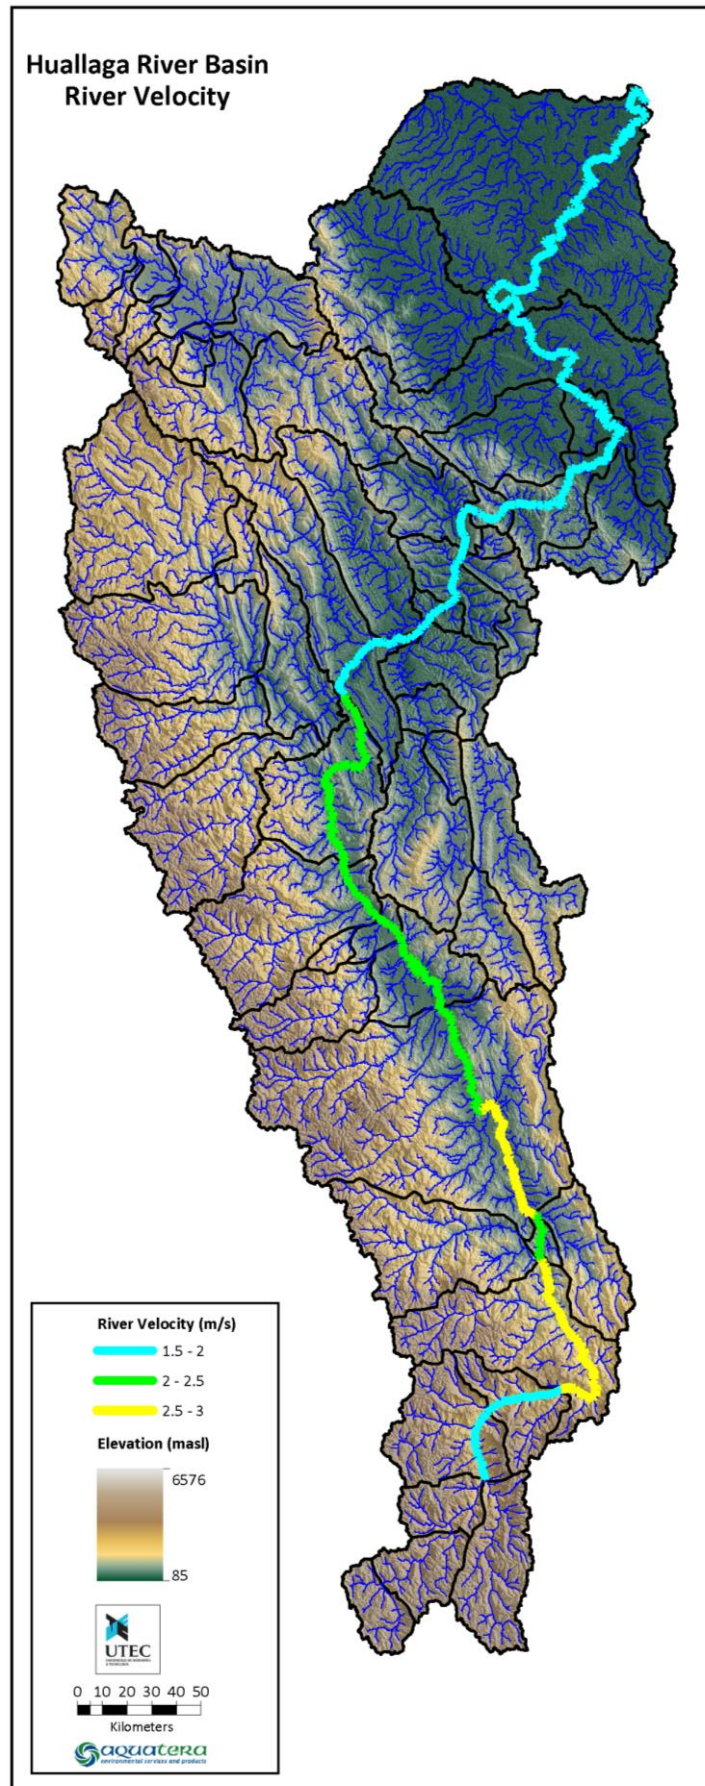 Huallaga River Basin
River Velocity
River Velocity (m/s)
1.5 - 2
2 - 2.5
2.5 - 3
Elevation (masl)
6576
85
UTEC
0 10 20 30 40 50
Kilometers
aquatera
environmental services and products